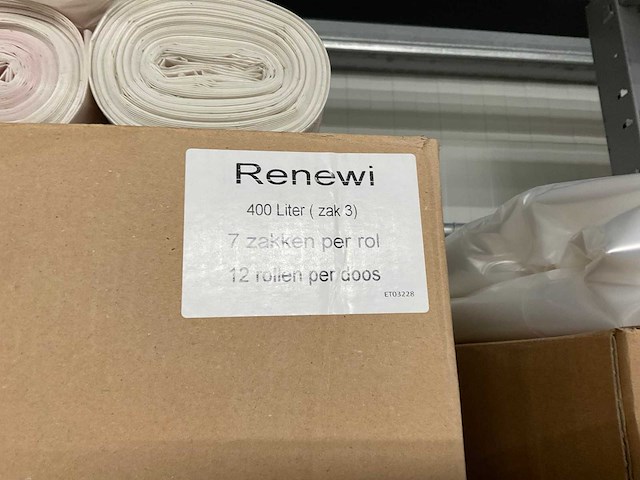 Renewi
400 Liter ( zak 3)
7 zakken per rol
12 rollen per doos
ET03228